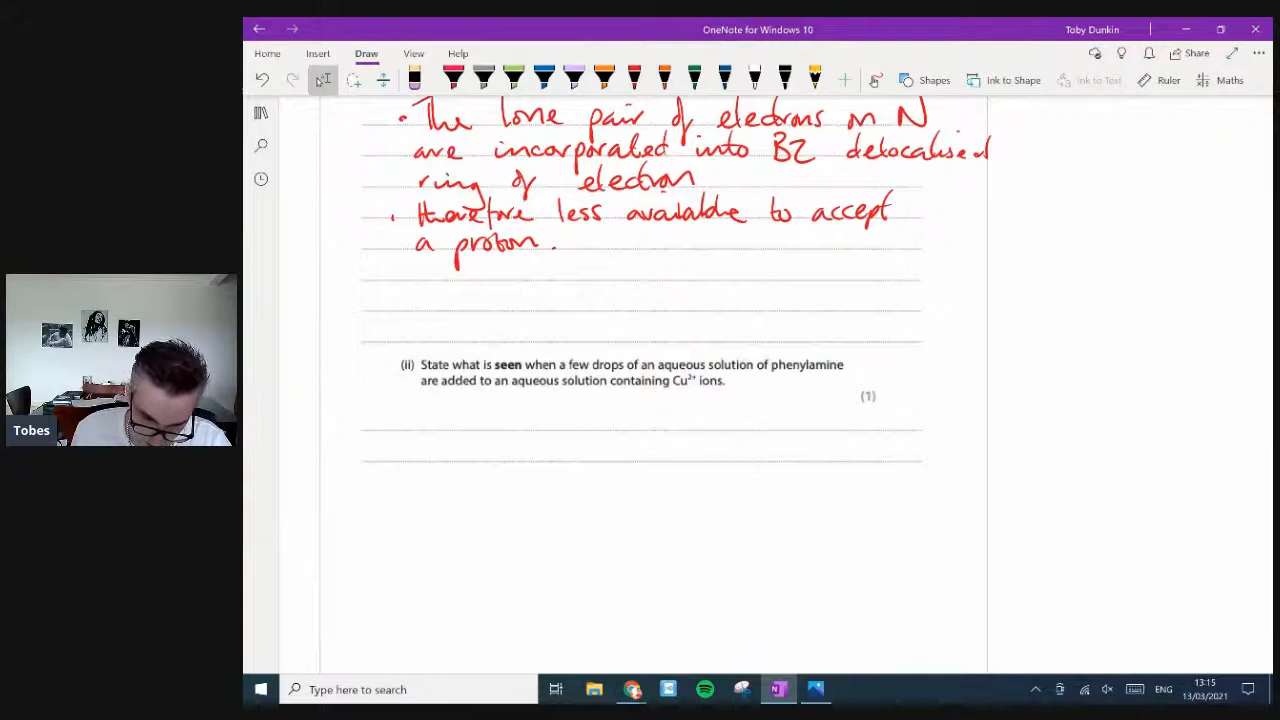 OneNote for Windows 10
Toby Dunkin
Home Insert Draw View Help
Share
Shapes Ink to Shape Ink to Text Ruler Maths
• The lone pair of electrons on N
are incorporated into BZ delocalised
ring of electron
• therefore less available to accept
a proton.
(ii) State what is seen when a few drops of an aqueous solution of phenylamine
are added to an aqueous solution containing Cu²⁺ ions.
(1)
Tobes
Type here to search
ENG
13:15
13/03/2021